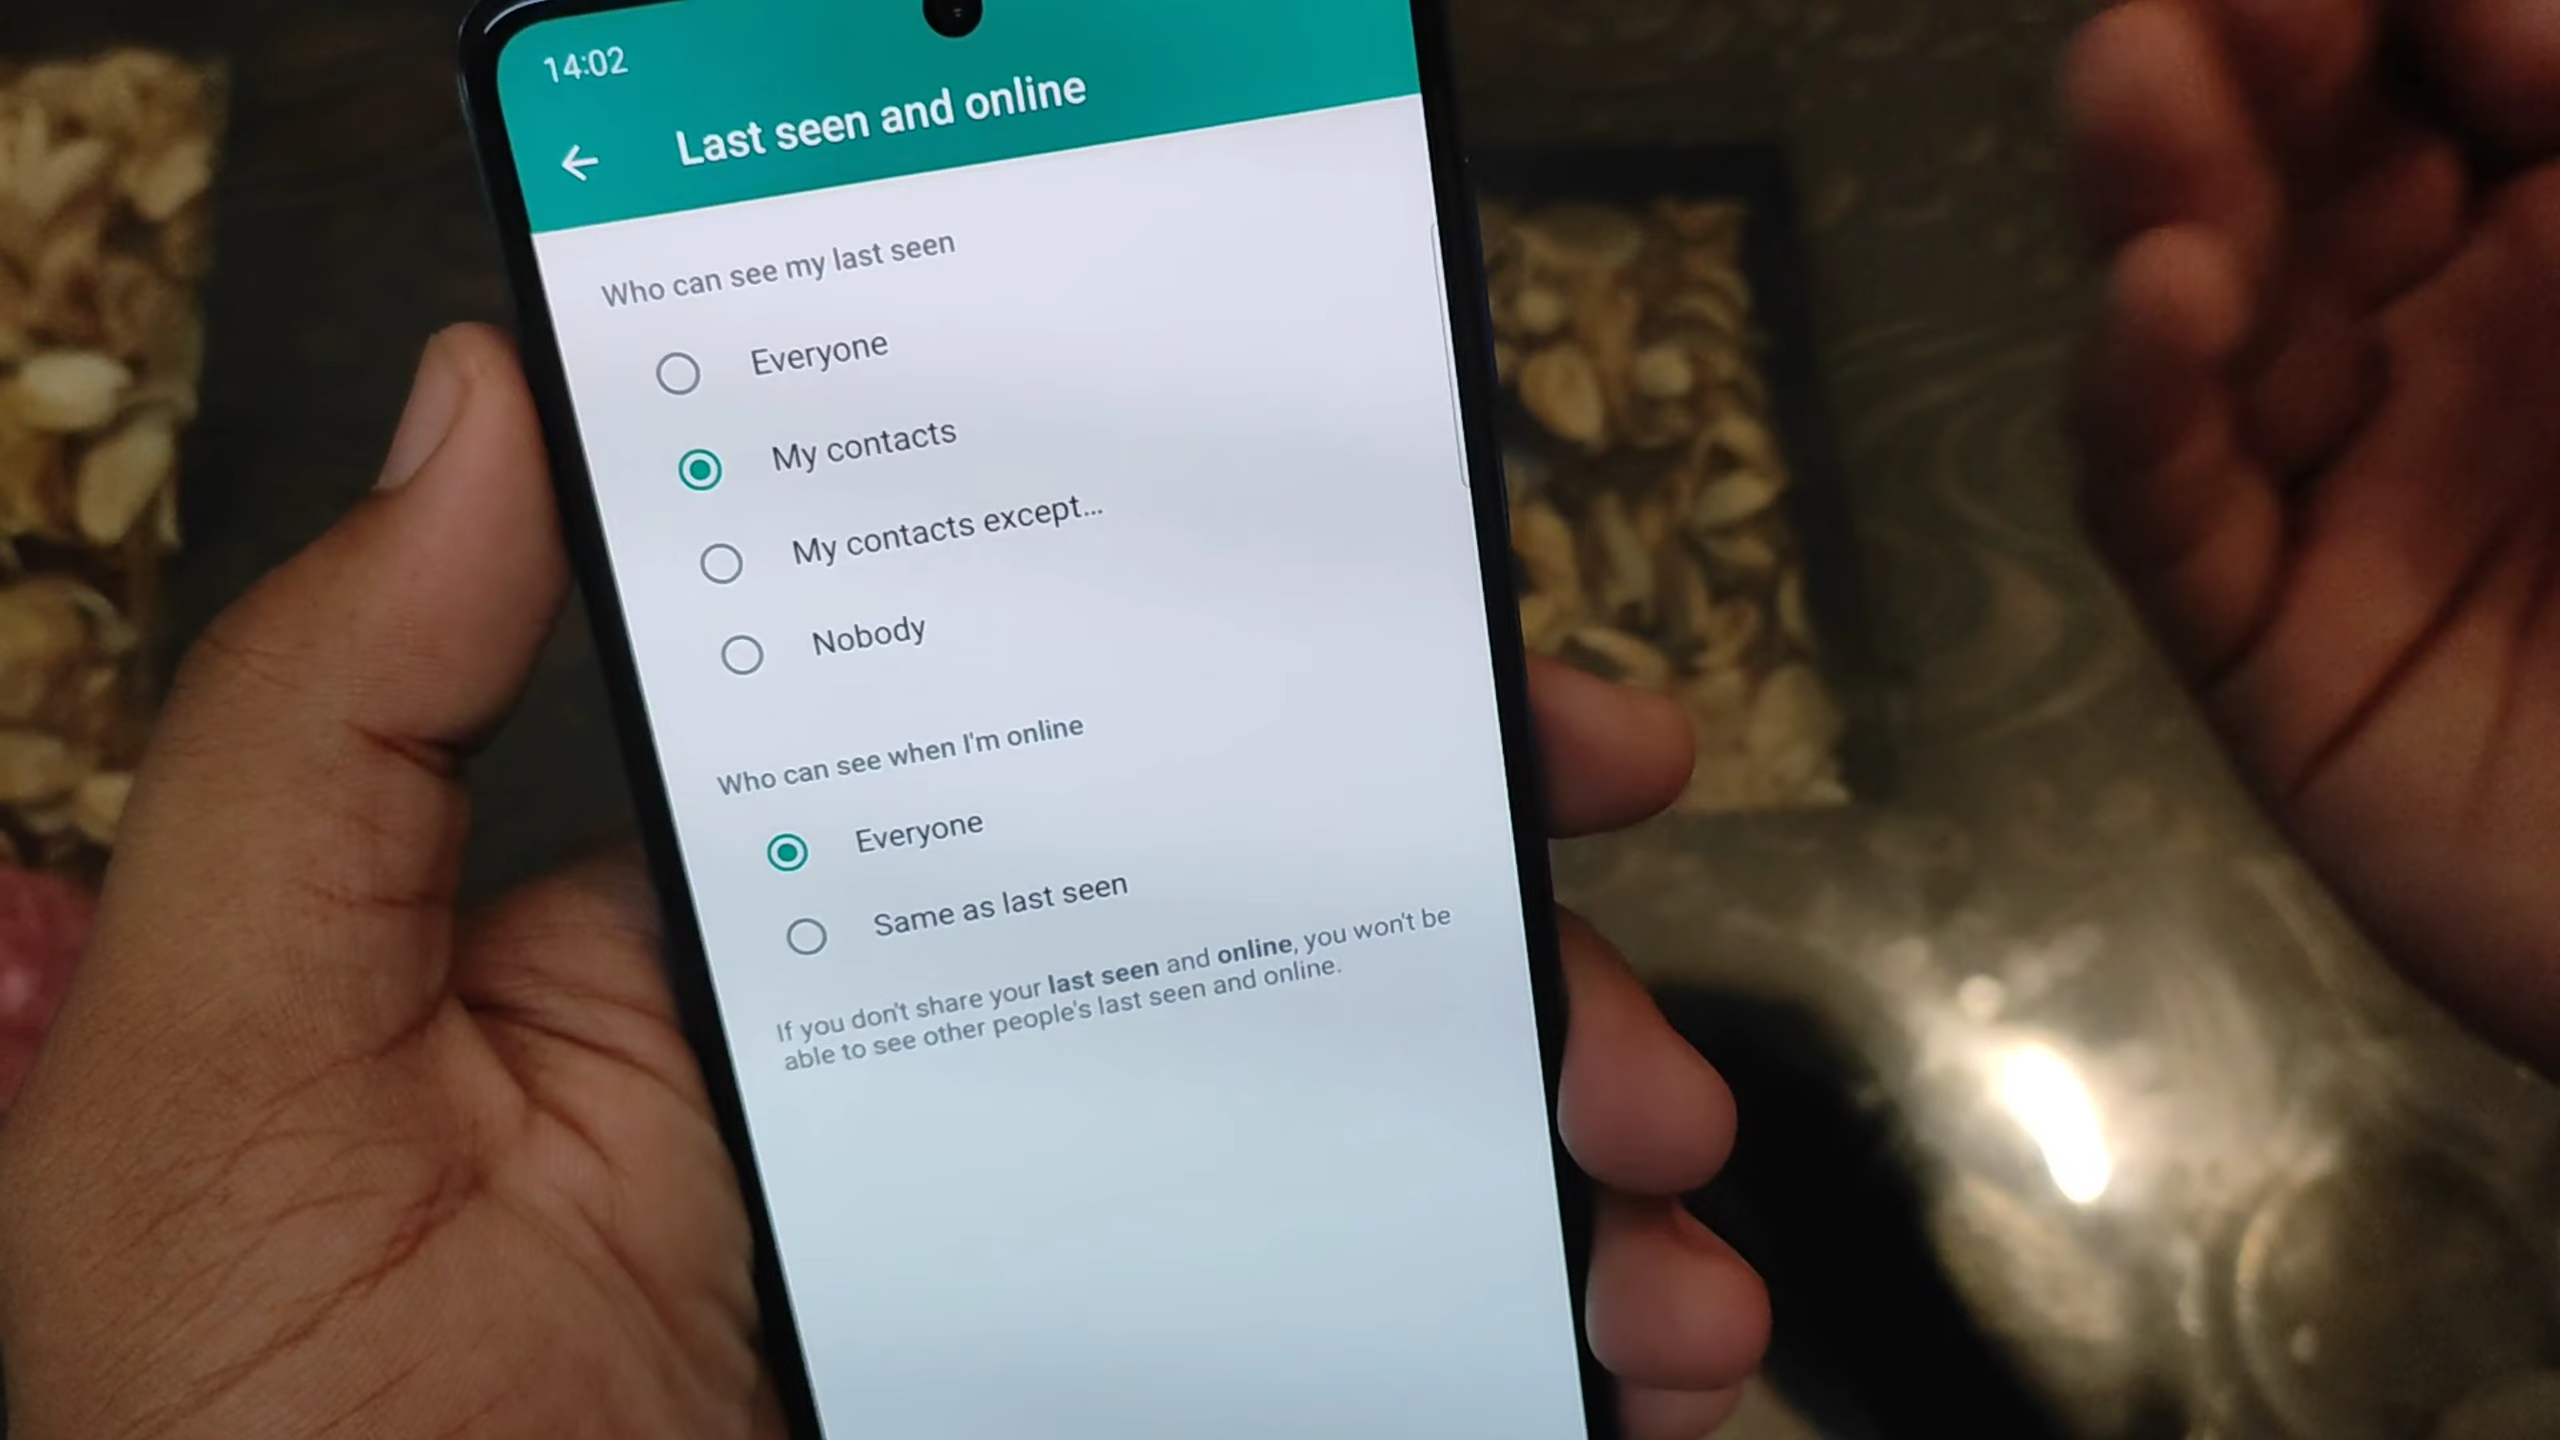 14:02
Last seen and online
Who can see my last seen
Everyone
My contacts
My contacts except...
Nobody
Who can see when I'm online
Everyone
Same as last seen
If you don't share your last seen and online, you won't be
able to see other people's last seen and online.